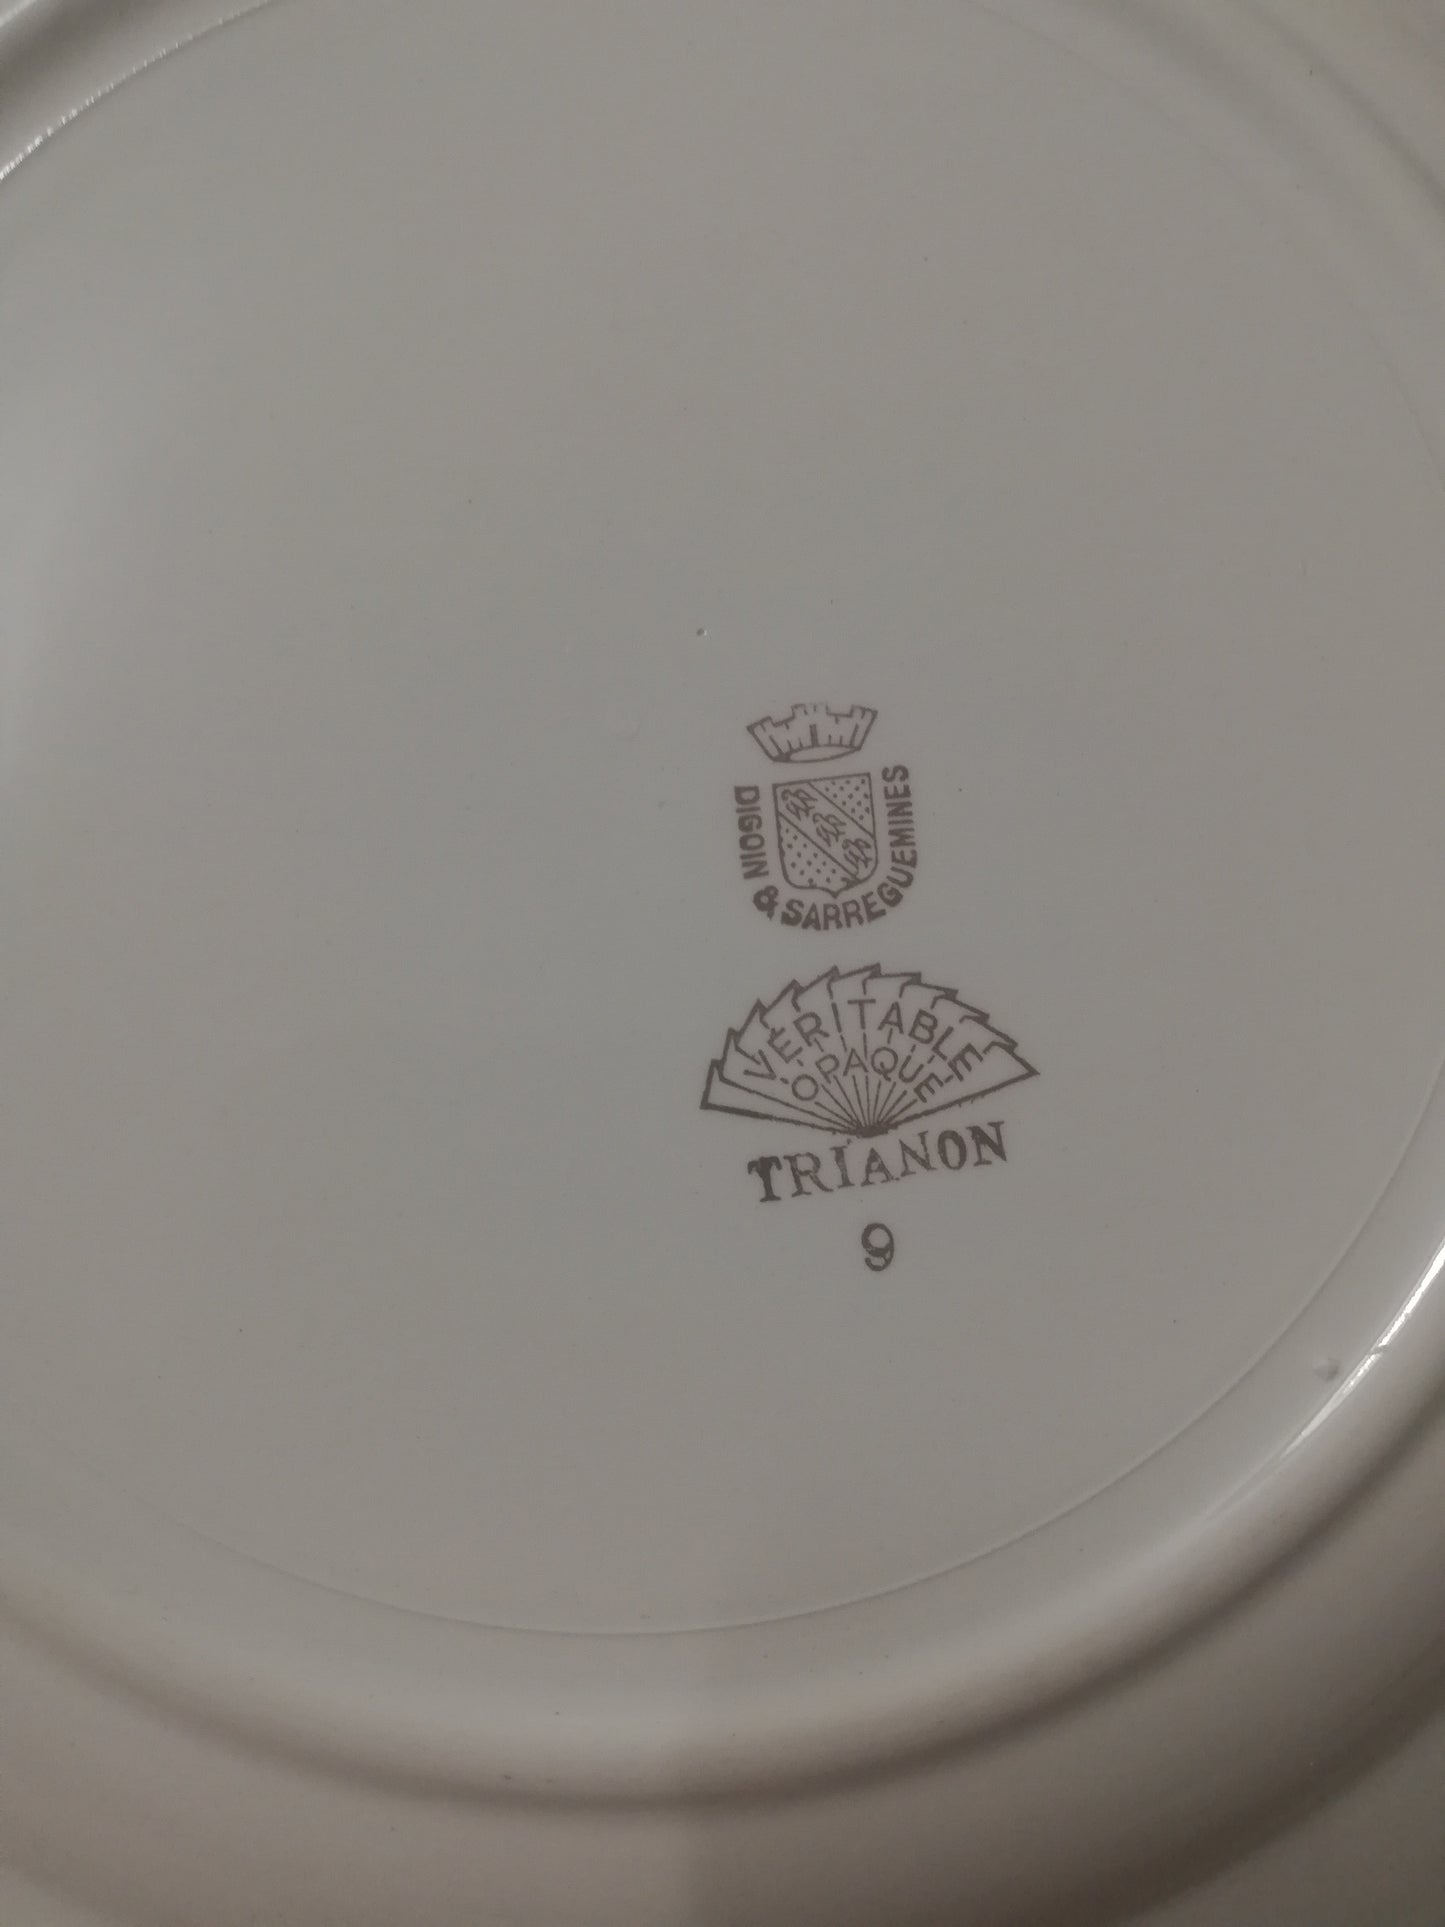 DIGOIN & SARREGUEMINES
VÉRITABLE
OPAQUE
TRIANON
9